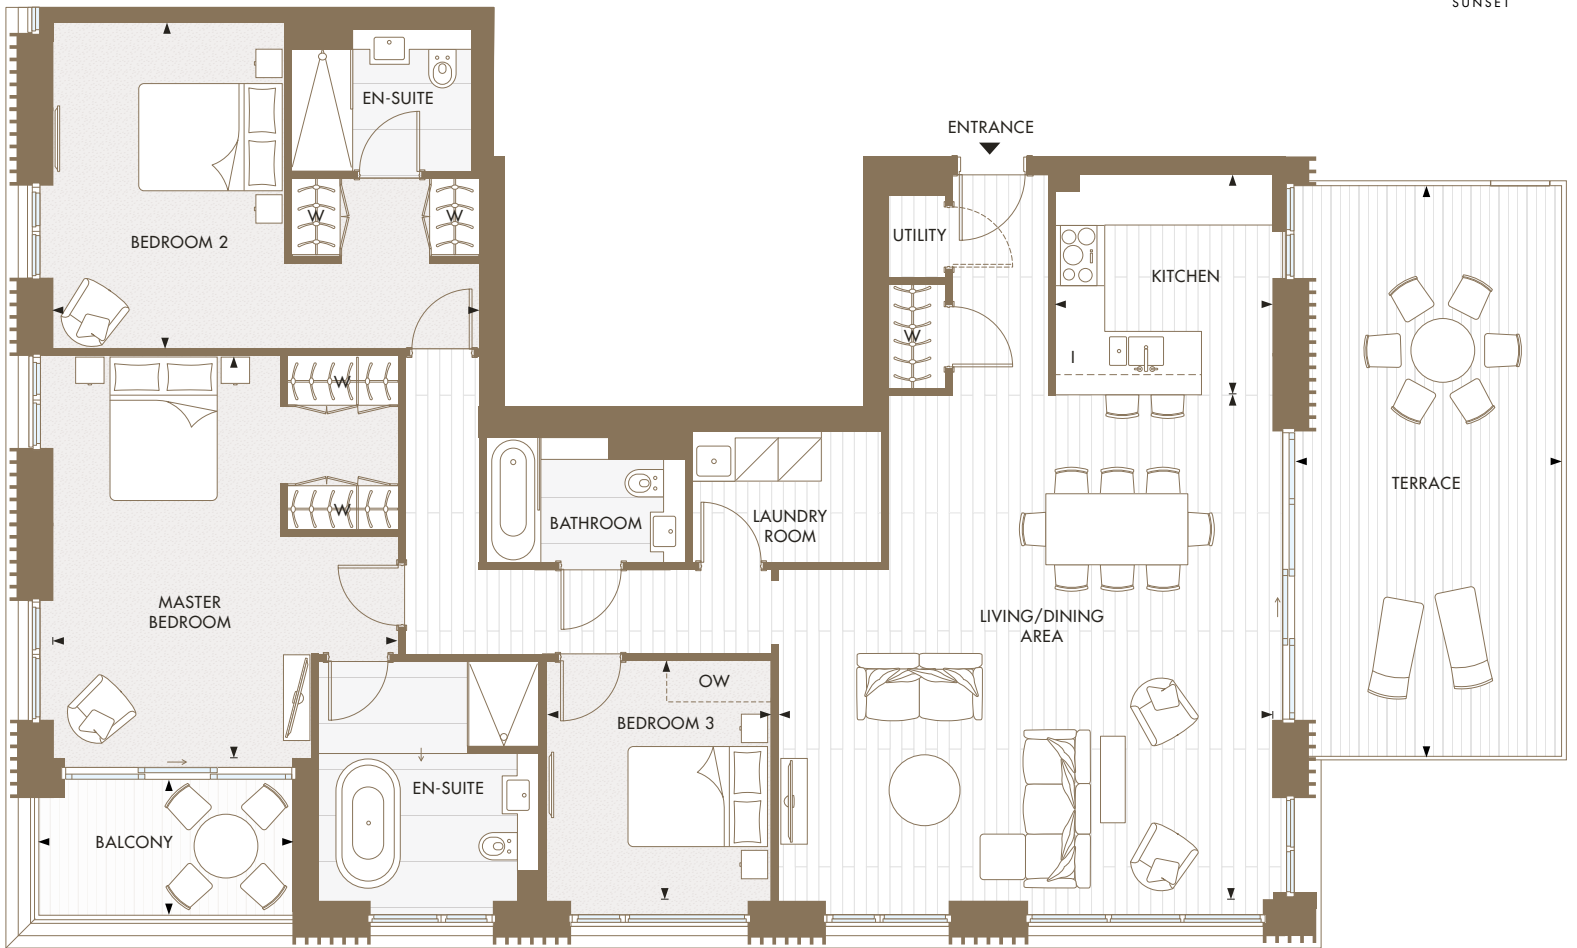 SUNSET
ENTRANCE
EN-SUITE
W
W
BEDROOM 2
UTILITY
KITCHEN
W
I
W
W
TERRACE
BATHROOM
LAUNDRY
ROOM
MASTER
BEDROOM
LIVING/DINING
AREA
OW
BEDROOM 3
EN-SUITE
BALCONY